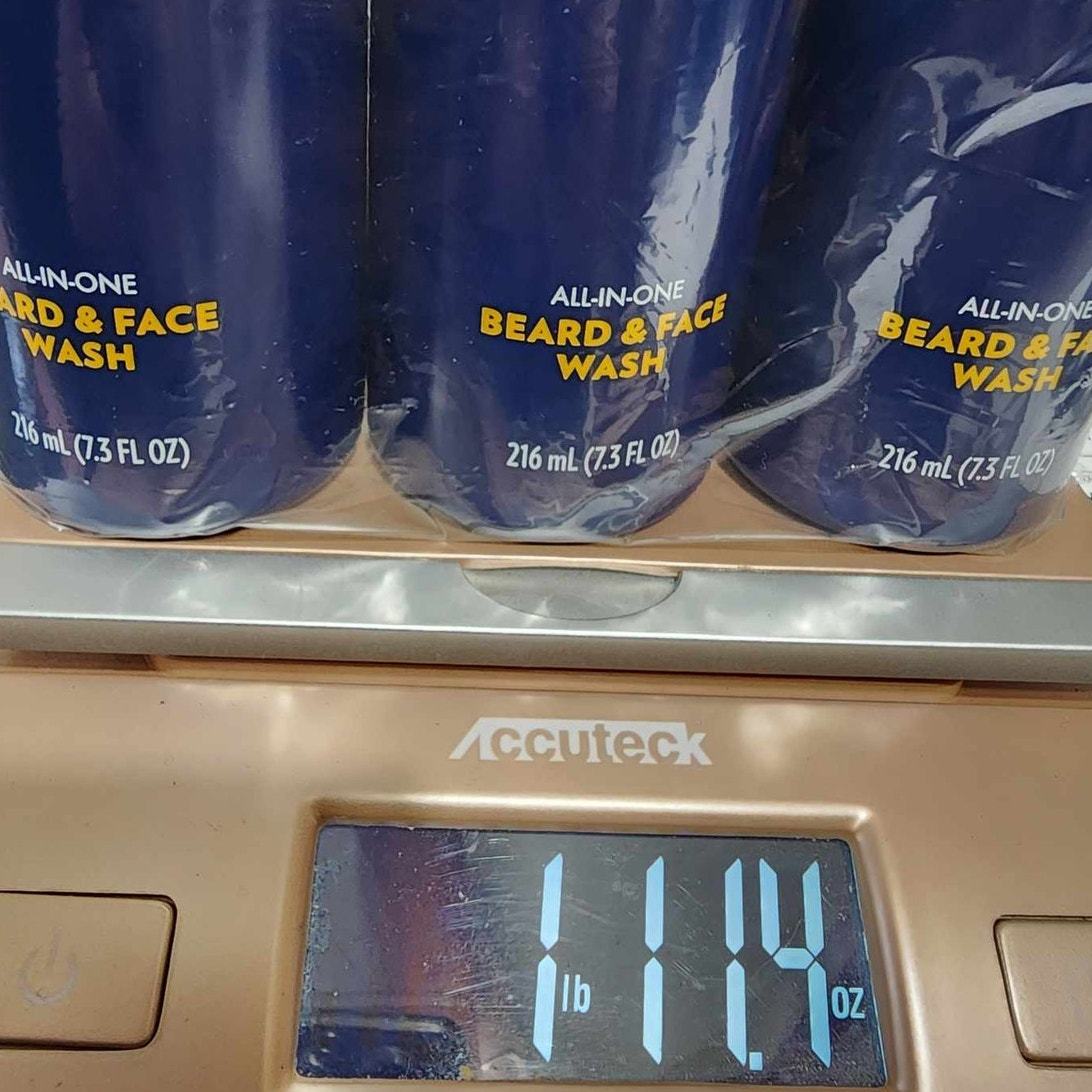 ALL-IN-ONE
ARD & FACE
WASH
216 mL (7.3 FL OZ)
ALL-IN-ONE
BEARD & FACE
WASH
216 mL (7.3 FL OZ)
ALL-IN-ONE
BEARD & FA
WASH
216 mL (7.3 FL OZ)
Accuteck
1 lb 11.4 oz